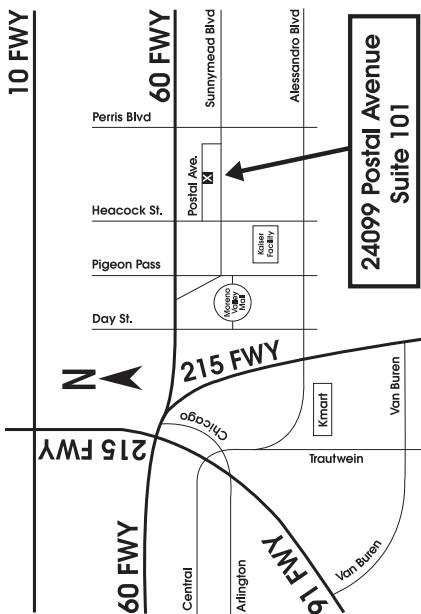 10 FWY
60 FWY
Sunnymead Blvd
Alessandro Blvd
24099 Postal Avenue
Suite 101
Perris Blvd
Postal Ave.
X
Heacock St.
Kaiser
Facility
Pigeon Pass
Moreno
Valley
Mall
Day St.
N
215 FWY
215 FWY
Chicago
Kmart
Van Buren
Trautwein
60 FWY
Central
Arlington
91 FWY
Van Buren